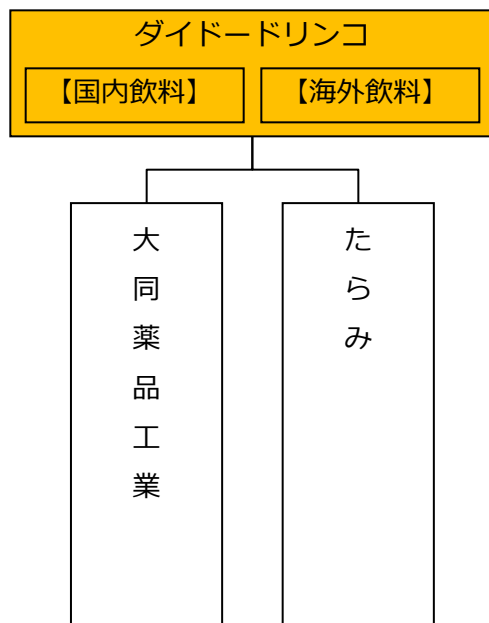 ダイドードリンコ
【国内飲料】 【海外飲料】
大同薬品工業
たらみ